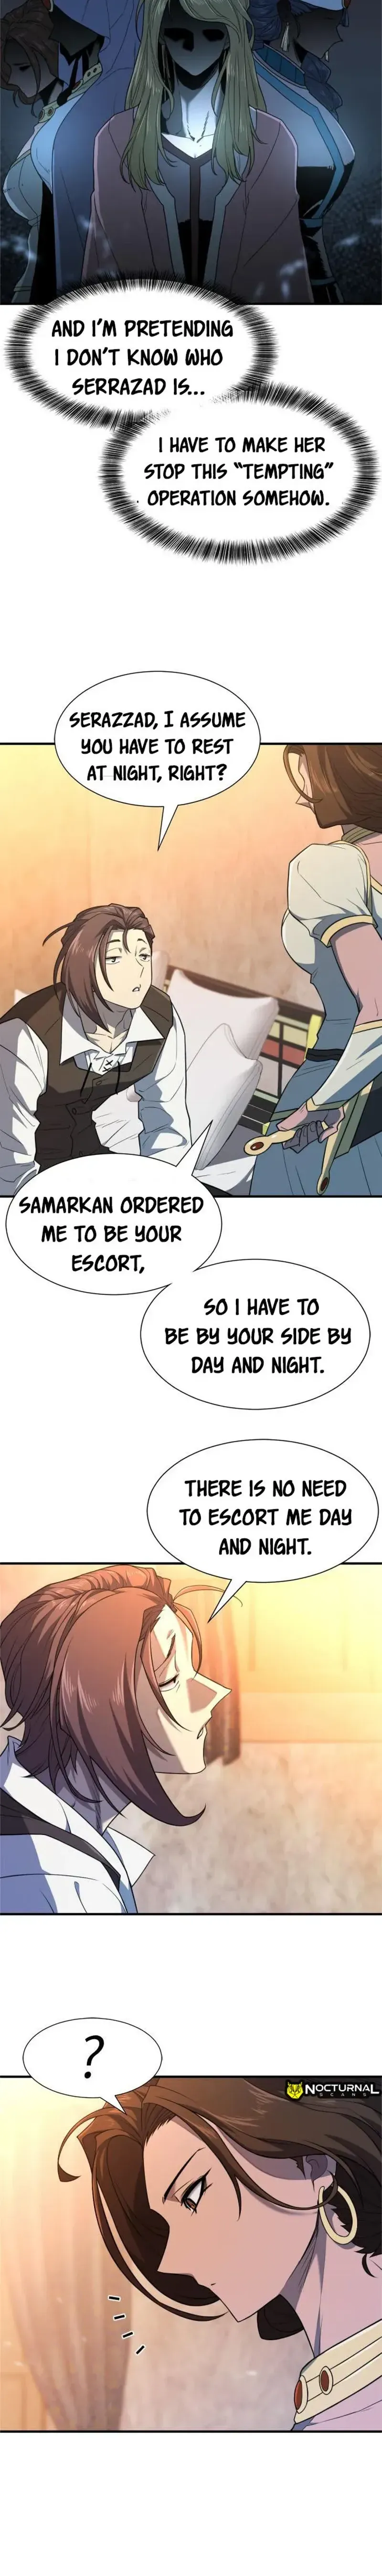 AND I'M PRETENDING
I DON'T KNOW WHO
SERRAZAD IS...
I HAVE TO MAKE HER
STOP THIS "TEMPTING"
OPERATION SOMEHOW.
SERAZZAD, I ASSUME
YOU HAVE TO REST
AT NIGHT, RIGHT?
SAMARKAN ORDERED
ME TO BE YOUR
ESCORT,
SO I HAVE TO
BE BY YOUR SIDE BY
DAY AND NIGHT.
THERE IS NO NEED
TO ESCORT ME DAY
AND NIGHT.
?
NOCTURNAL
SCANS